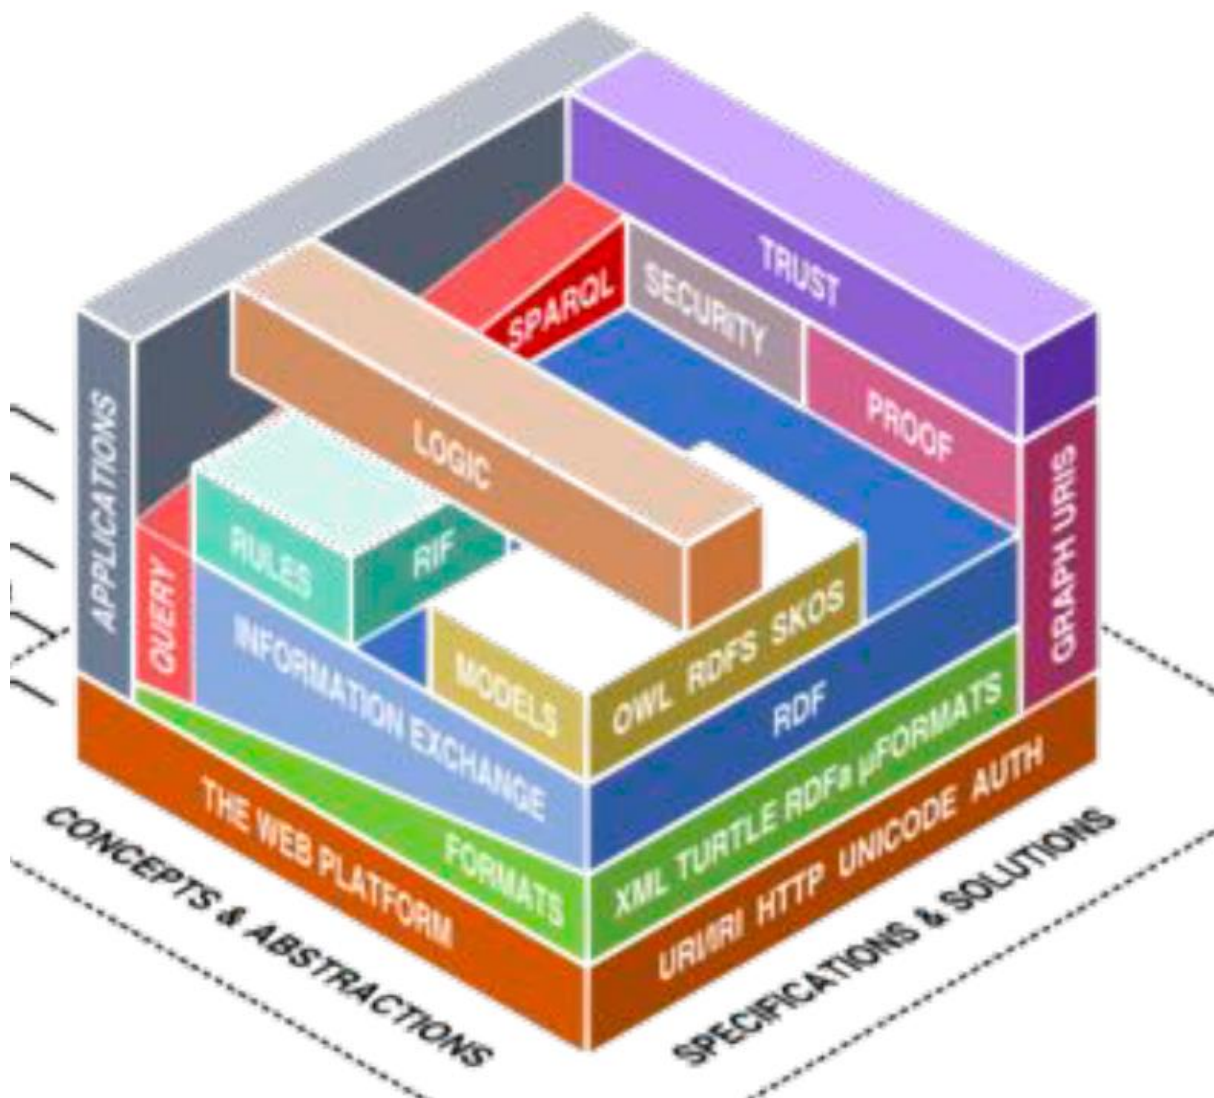 TRUST
SPARQL
SECURITY
PROOF
APPLICATIONS
LOGIC
GRAPH URIS
RULES
RIF
QUERY
INFORMATION EXCHANGE
MODELS
OWL RDFS SKOS
RDF
THE WEB PLATFORM
FORMATS
XML TURTLE RDFa µFORMATS
URI/IRI HTTP UNICODE AUTH
CONCEPTS & ABSTRACTIONS
SPECIFICATIONS & SOLUTIONS